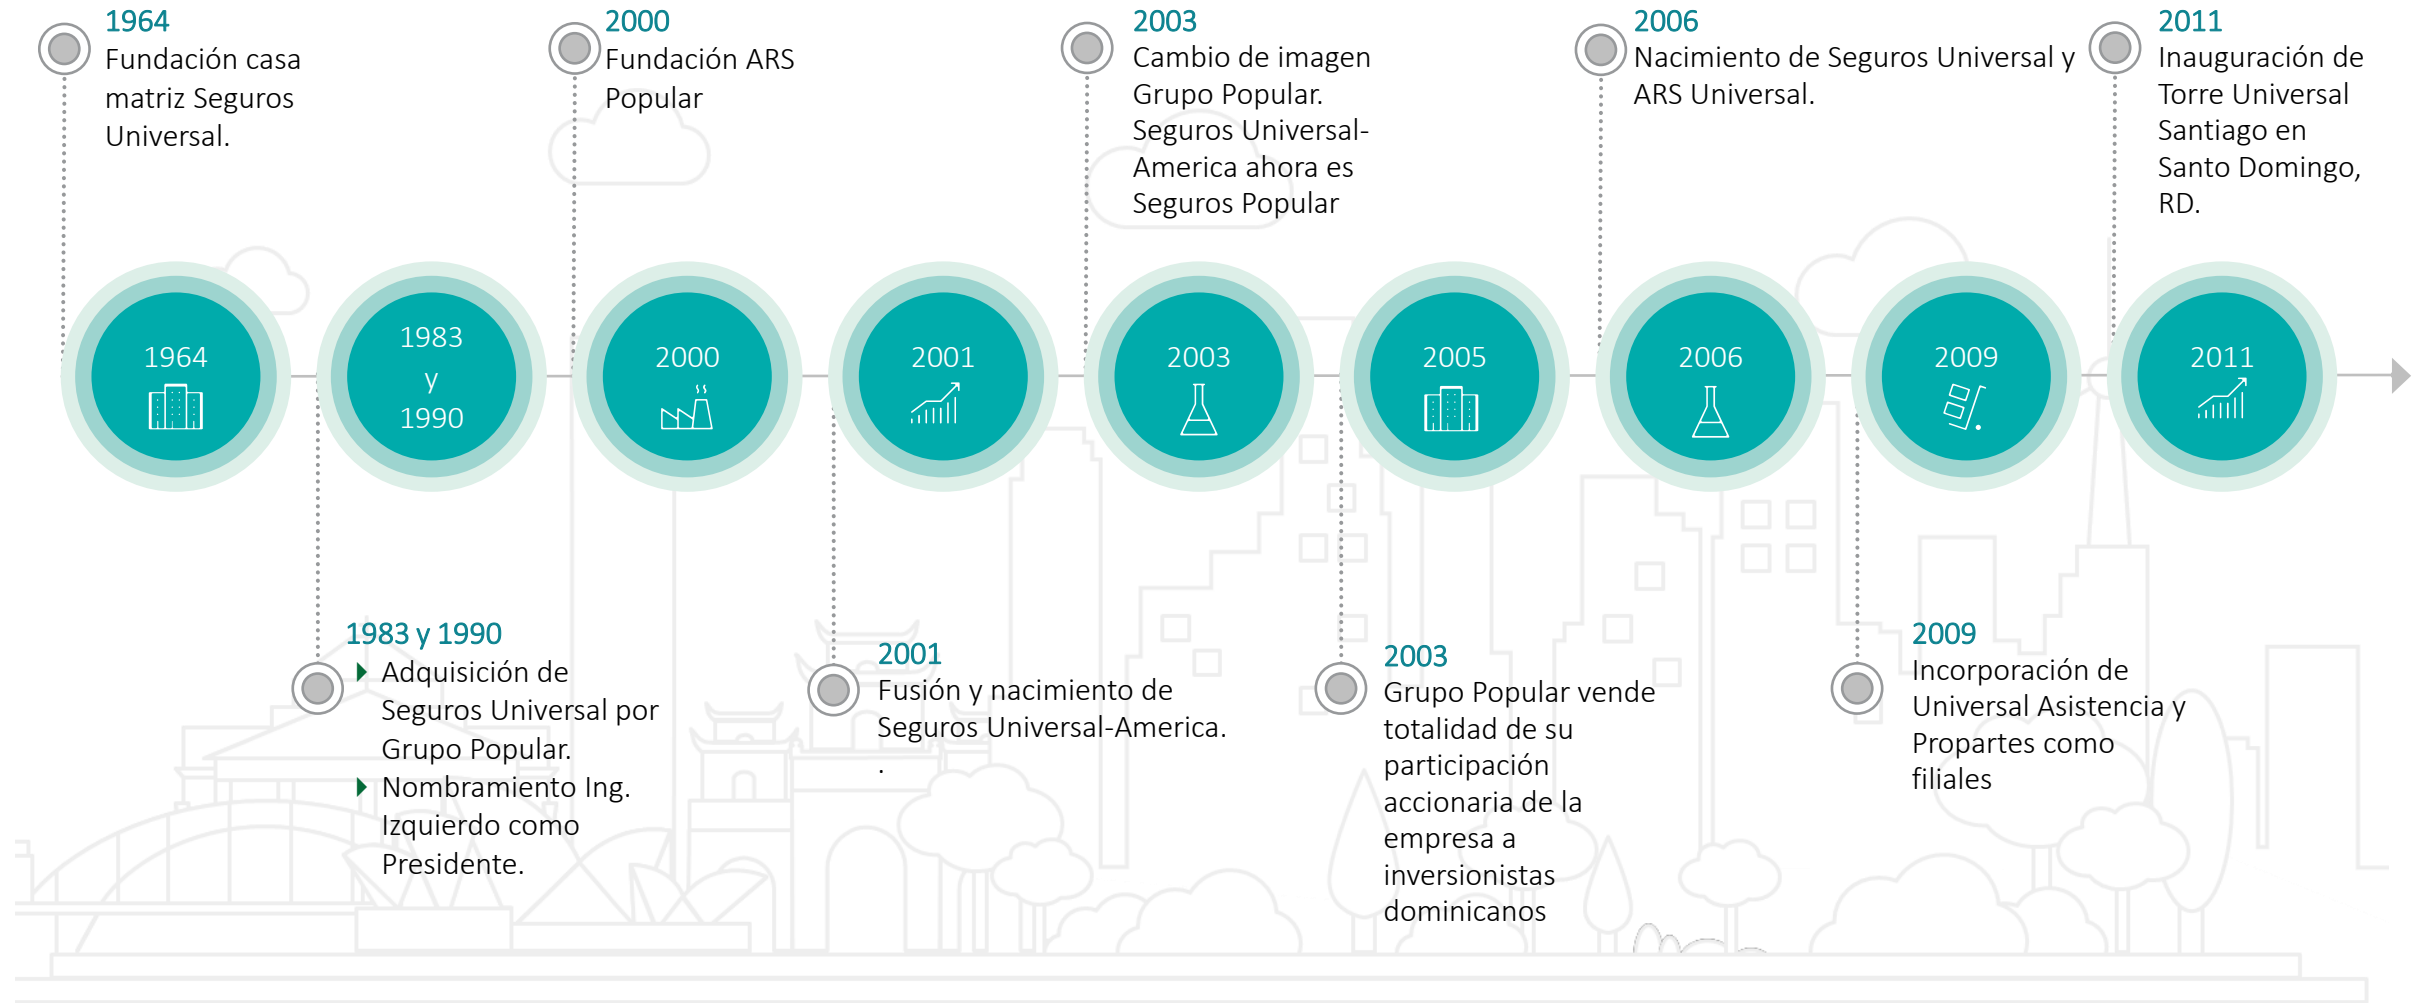 1964
Fundación casa
matriz Seguros
Universal.
2000
Fundación ARS
Popular
2003
Cambio de imagen
Grupo Popular.
Seguros Universal-
America ahora es
Seguros Popular
2006
Nacimiento de Seguros Universal y
ARS Universal.
2011
Inauguración de
Torre Universal
Santiago en
Santo Domingo,
RD.
1964
1983
y
1990
2000
2001
2003
2005
2006
2009
2011
1983 y 1990
Adquisición de
Seguros Universal por
Grupo Popular.
Nombramiento Ing.
Izquierdo como
Presidente.
2001
Fusión y nacimiento de
Seguros Universal-America.
.
2003
Grupo Popular vende
totalidad de su
participación
accionaria de la
empresa a
inversionistas
dominicanos
2009
Incorporación de
Universal Asistencia y
Propartes como
filiales